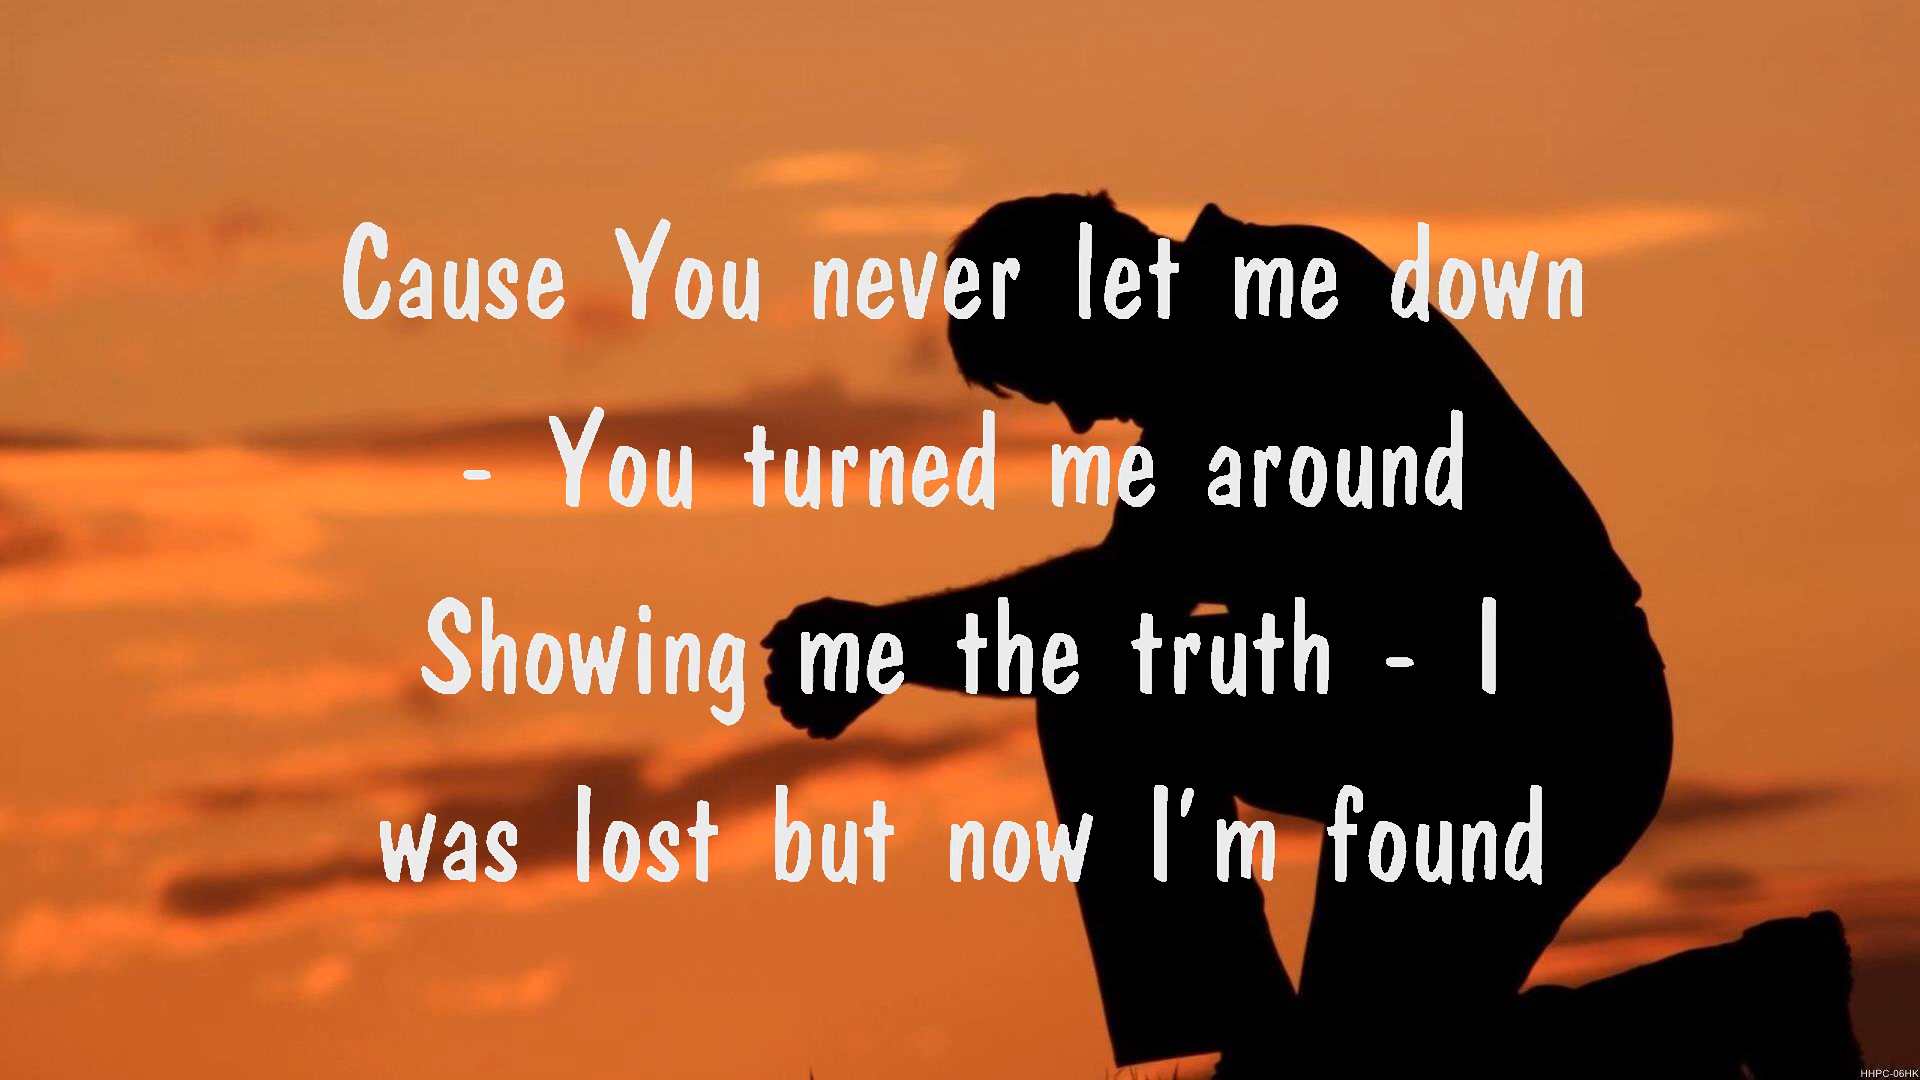 Cause You never let me down
- You turned me around
Showing me the truth - I
was lost but now I'm found
HHPC-06HK